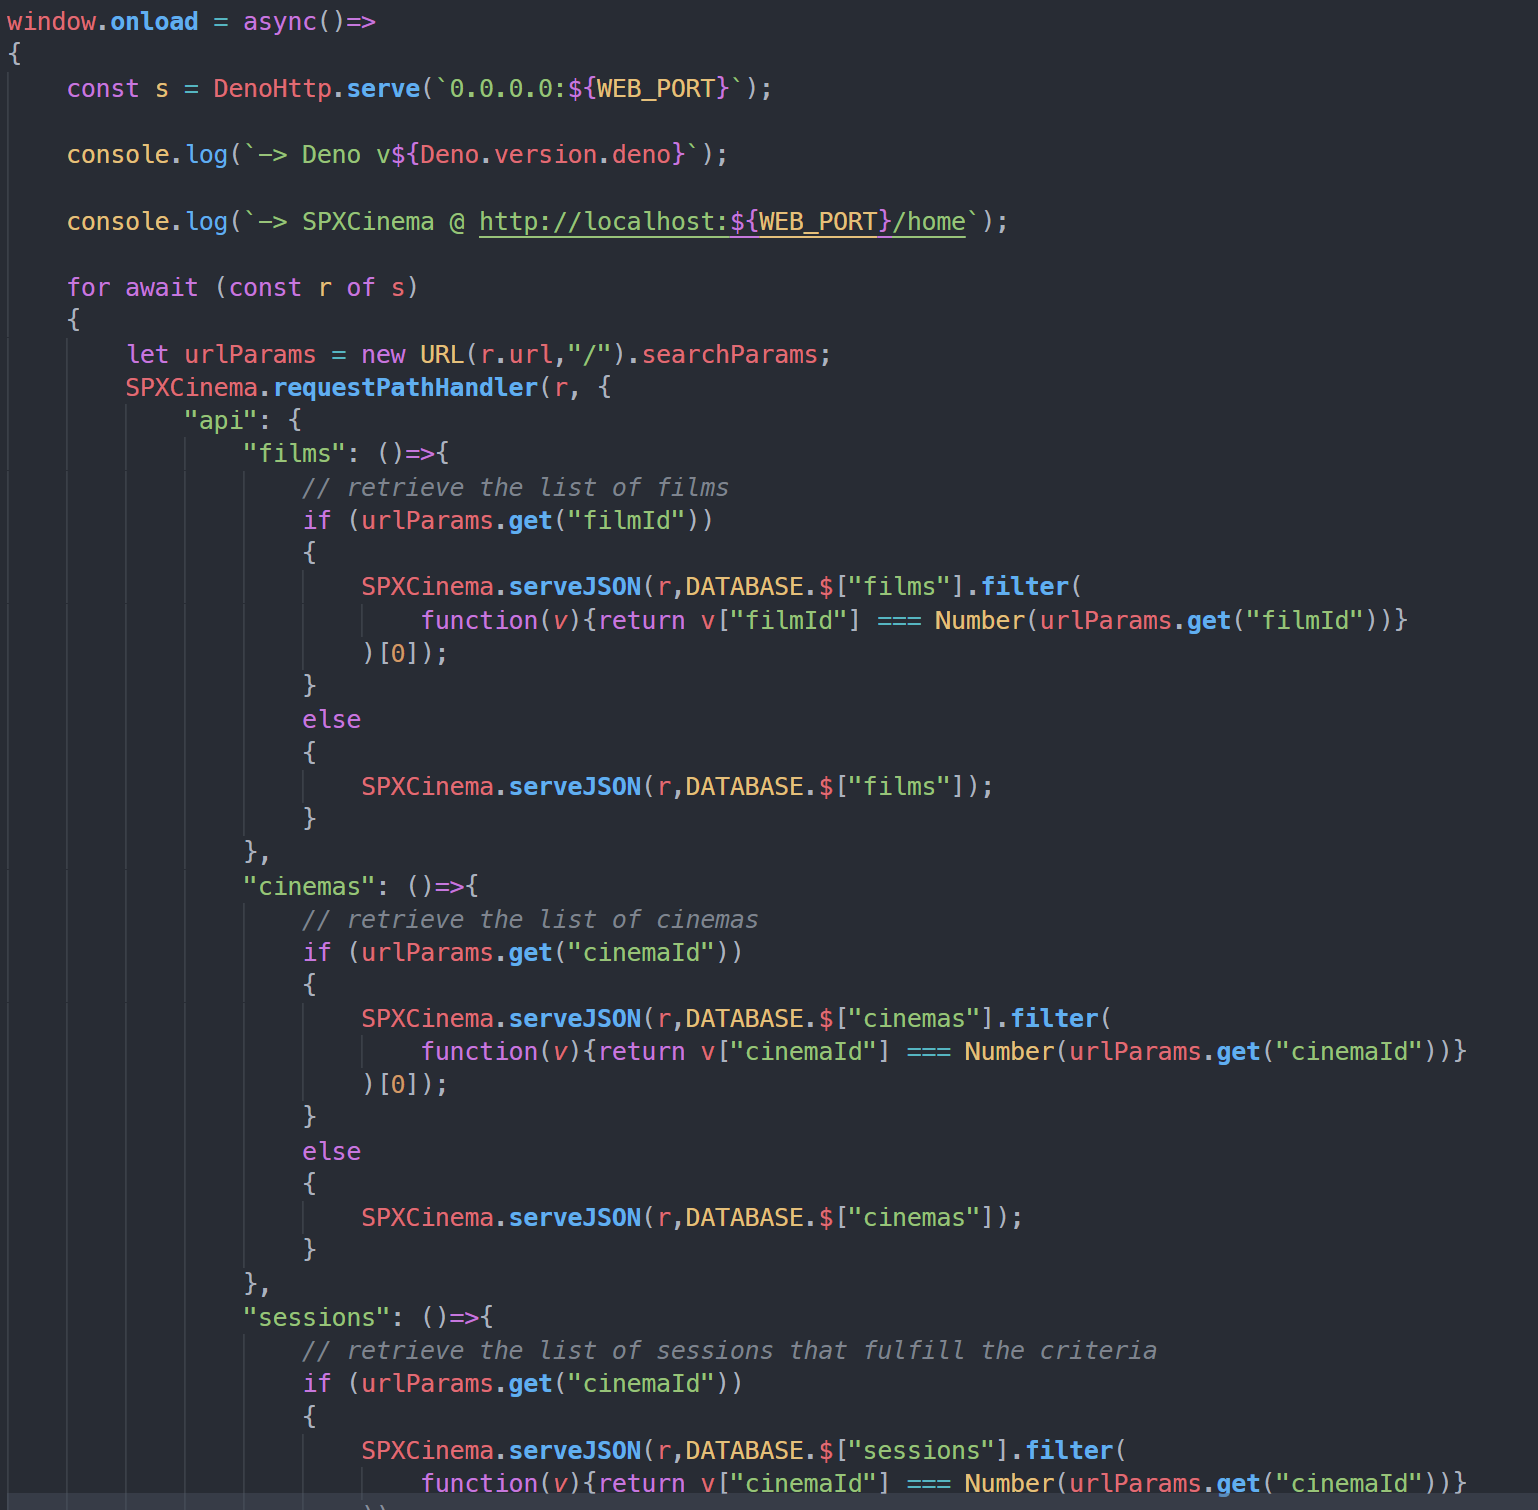 window.onload = async()=>
{
    const s = DenoHttp.serve(`0.0.0.0:${WEB_PORT}`);

    console.log(`-> Deno v${Deno.version.deno}`);

    console.log(`-> SPXCinema @ http://localhost:${WEB_PORT}/home`);

    for await (const r of s)
    {
        let urlParams = new URL(r.url,"/").searchParams;
        SPXCinema.requestPathHandler(r, {
            "api": {
                "films": ()=>{
                    // retrieve the list of films
                    if (urlParams.get("filmId"))
                    {
                        SPXCinema.serveJSON(r,DATABASE.$["films"].filter(
                            function(v){return v["filmId"] === Number(urlParams.get("filmId"))}
                        )[0]);
                    }
                    else
                    {
                        SPXCinema.serveJSON(r,DATABASE.$["films"]);
                    }
                },
                "cinemas": ()=>{
                    // retrieve the list of cinemas
                    if (urlParams.get("cinemaId"))
                    {
                        SPXCinema.serveJSON(r,DATABASE.$["cinemas"].filter(
                            function(v){return v["cinemaId"] === Number(urlParams.get("cinemaId"))}
                        )[0]);
                    }
                    else
                    {
                        SPXCinema.serveJSON(r,DATABASE.$["cinemas"]);
                    }
                },
                "sessions": ()=>{
                    // retrieve the list of sessions that fulfill the criteria
                    if (urlParams.get("cinemaId"))
                    {
                        SPXCinema.serveJSON(r,DATABASE.$["sessions"].filter(
                            function(v){return v["cinemaId"] === Number(urlParams.get("cinemaId"))}